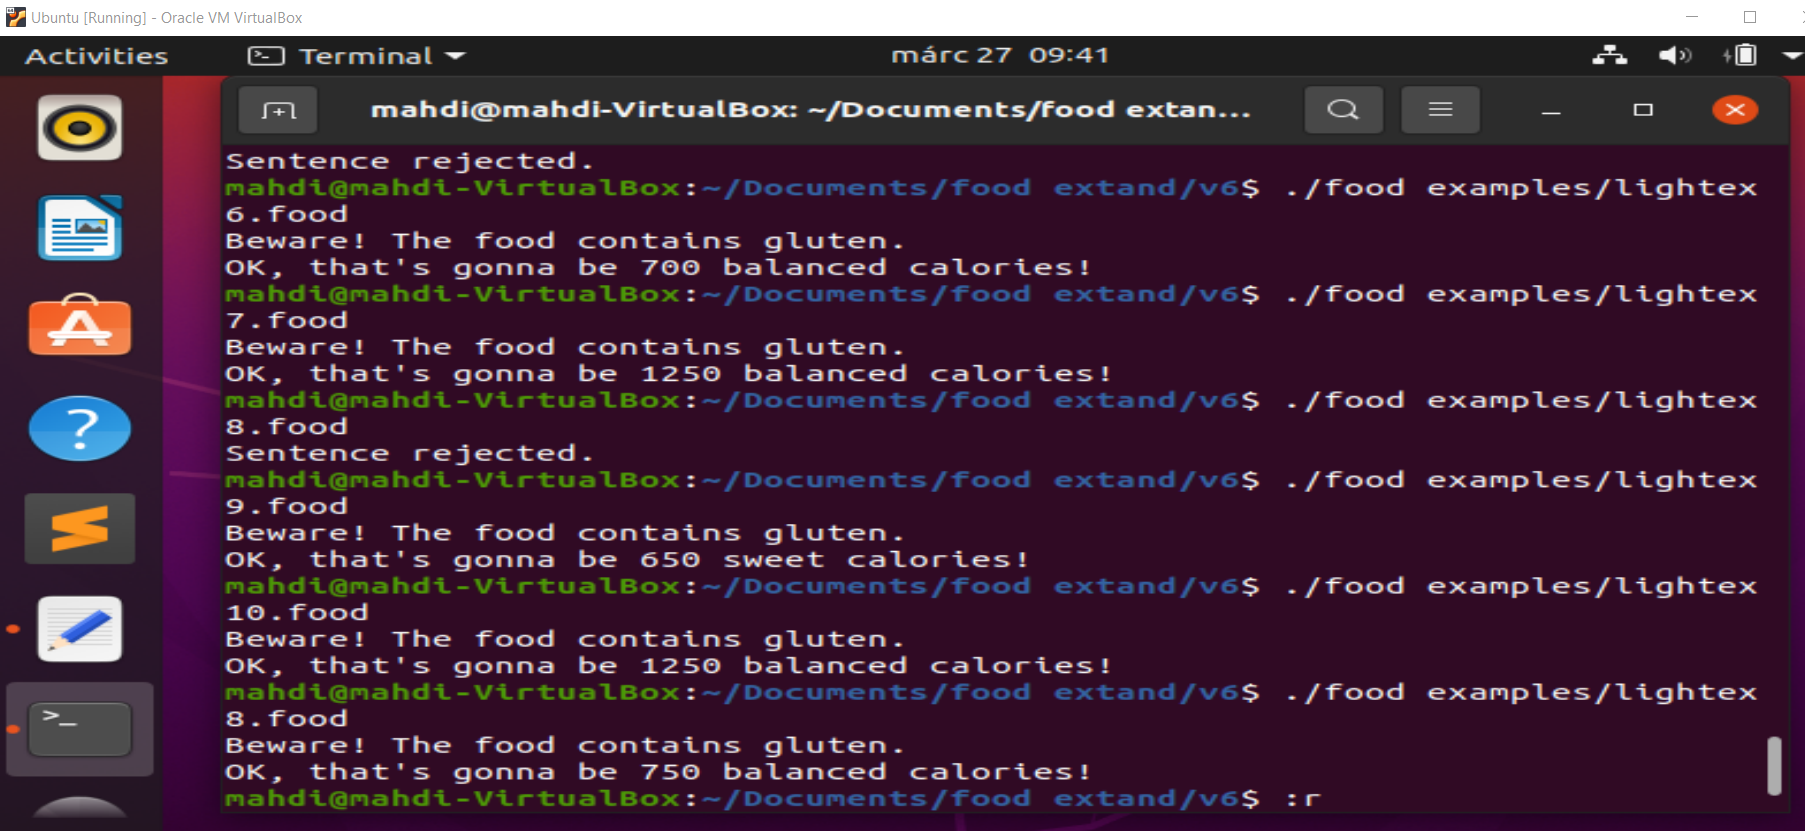 Ubuntu [Running] - Oracle VM VirtualBox
Activities Terminal márc 27 09:41
mahdi@mahdi-VirtualBox: ~/Documents/food extan...
Sentence rejected.
mahdi@mahdi-VirtualBox:~/Documents/food extand/v6$ ./food examples/lightex
6.food
Beware! The food contains gluten.
OK, that's gonna be 700 balanced calories!
mahdi@mahdi-VirtualBox:~/Documents/food extand/v6$ ./food examples/lightex
7.food
Beware! The food contains gluten.
OK, that's gonna be 1250 balanced calories!
mahdi@mahdi-VirtualBox:~/Documents/food extand/v6$ ./food examples/lightex
8.food
Sentence rejected.
mahdi@mahdi-VirtualBox:~/Documents/food extand/v6$ ./food examples/lightex
9.food
Beware! The food contains gluten.
OK, that's gonna be 650 sweet calories!
mahdi@mahdi-VirtualBox:~/Documents/food extand/v6$ ./food examples/lightex
10.food
Beware! The food contains gluten.
OK, that's gonna be 1250 balanced calories!
mahdi@mahdi-VirtualBox:~/Documents/food extand/v6$ ./food examples/lightex
8.food
Beware! The food contains gluten.
OK, that's gonna be 750 balanced calories!
mahdi@mahdi-VirtualBox:~/Documents/food extand/v6$ :r